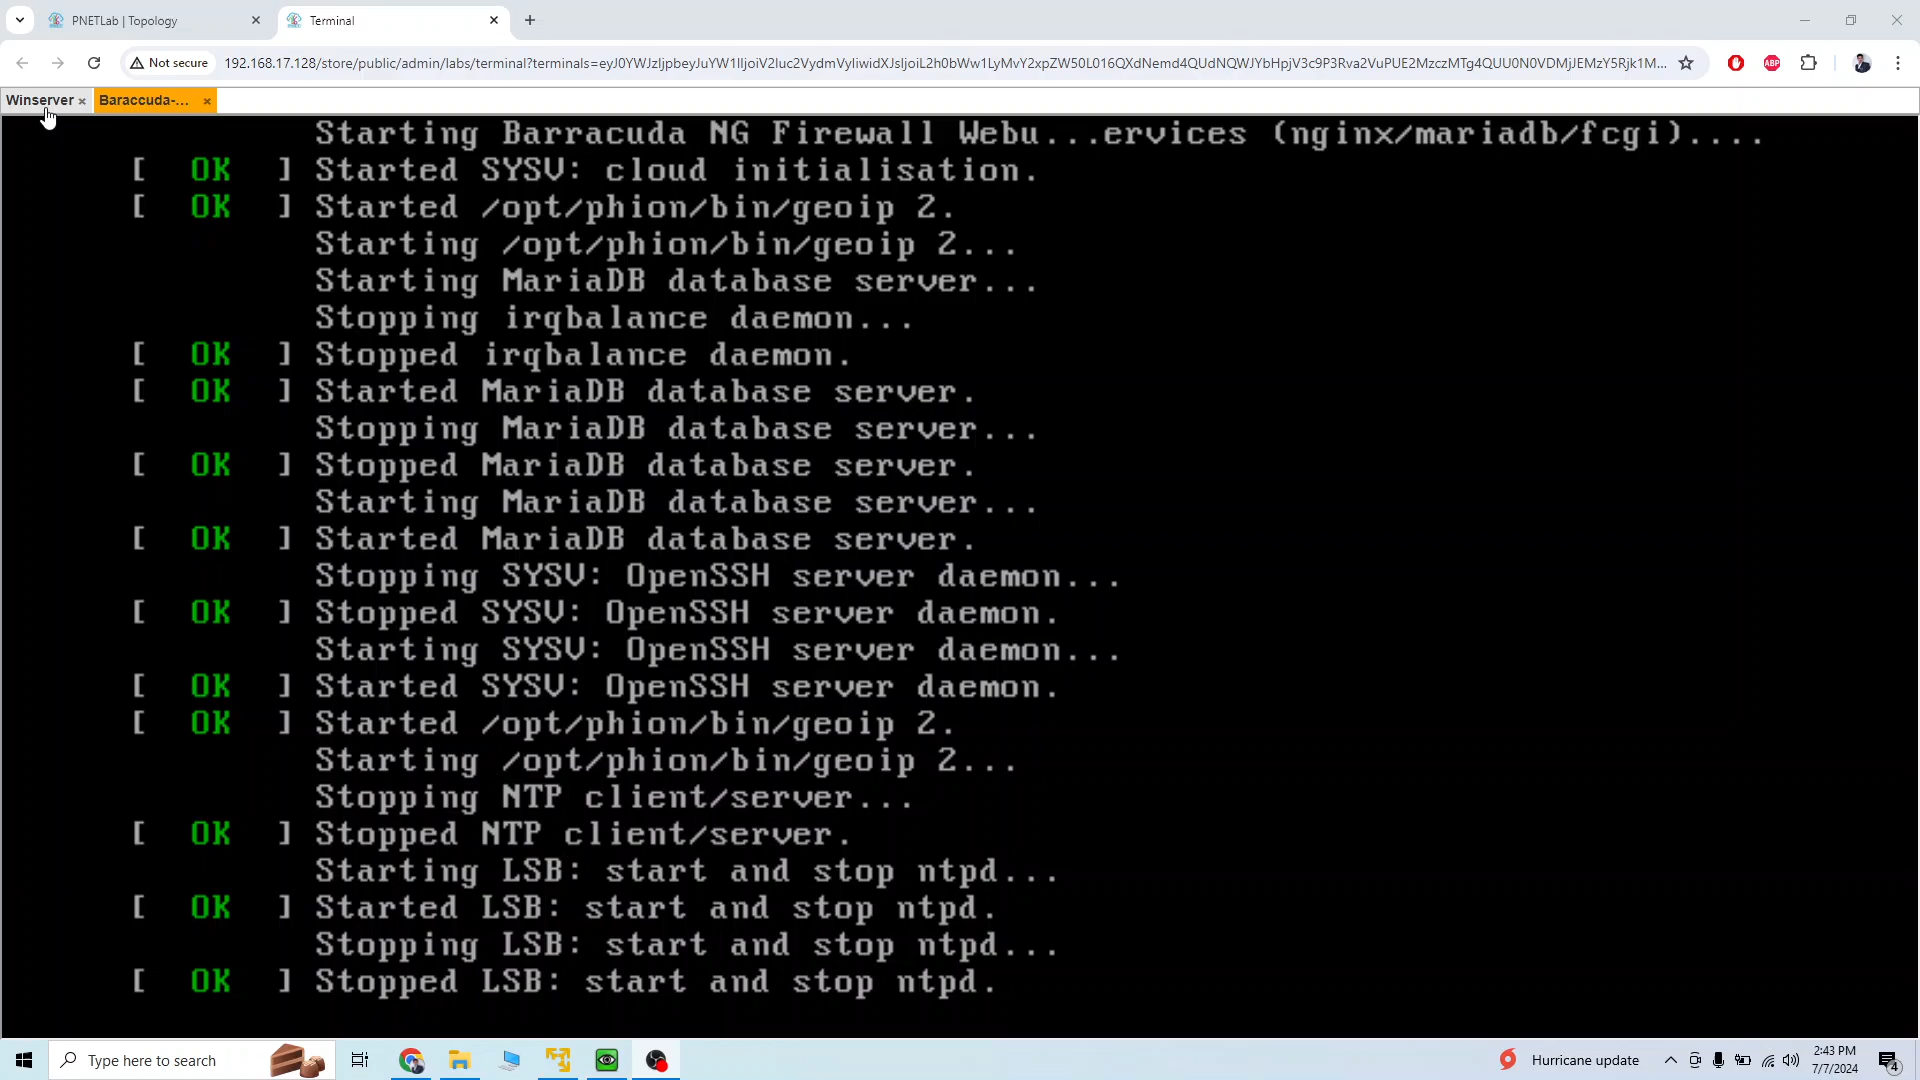 PNETLab | Topology
Terminal
Not secure
192.168.17.128/store/public/admin/labs/terminal?terminals=eyJ0YWJzIjpbeyJuYW1lIjoiV2luc2VydmVyIiwidXJsIjoiL2h0bWw1LyMvY2xpZW50L016QXdNemd4QUdNQWJYbHpjV3c9P3Rva2VuPUE2MzczMTg4QUU0N0VDMjJEMzY5Rjk1M...
ABP
Winserver
Baraccuda-...
Starting Barracuda NG Firewall Webu...ervices (nginx/mariadb/fcgi)....
[ OK ] Started SYSV: cloud initialisation.
[ OK ] Started /opt/phion/bin/geoip 2.
Starting /opt/phion/bin/geoip 2...
Starting MariaDB database server...
Stopping irqbalance daemon...
[ OK ] Stopped irqbalance daemon.
[ OK ] Started MariaDB database server.
Stopping MariaDB database server...
[ OK ] Stopped MariaDB database server.
Starting MariaDB database server...
[ OK ] Started MariaDB database server.
Stopping SYSV: OpenSSH server daemon...
[ OK ] Stopped SYSV: OpenSSH server daemon.
Starting SYSV: OpenSSH server daemon...
[ OK ] Started SYSV: OpenSSH server daemon.
[ OK ] Started /opt/phion/bin/geoip 2.
Starting /opt/phion/bin/geoip 2...
Stopping NTP client/server...
[ OK ] Stopped NTP client/server.
Starting LSB: start and stop ntpd...
[ OK ] Started LSB: start and stop ntpd.
Stopping LSB: start and stop ntpd...
[ OK ] Stopped LSB: start and stop ntpd.
Type here to search
Hurricane update
2:43 PM
7/7/2024
4